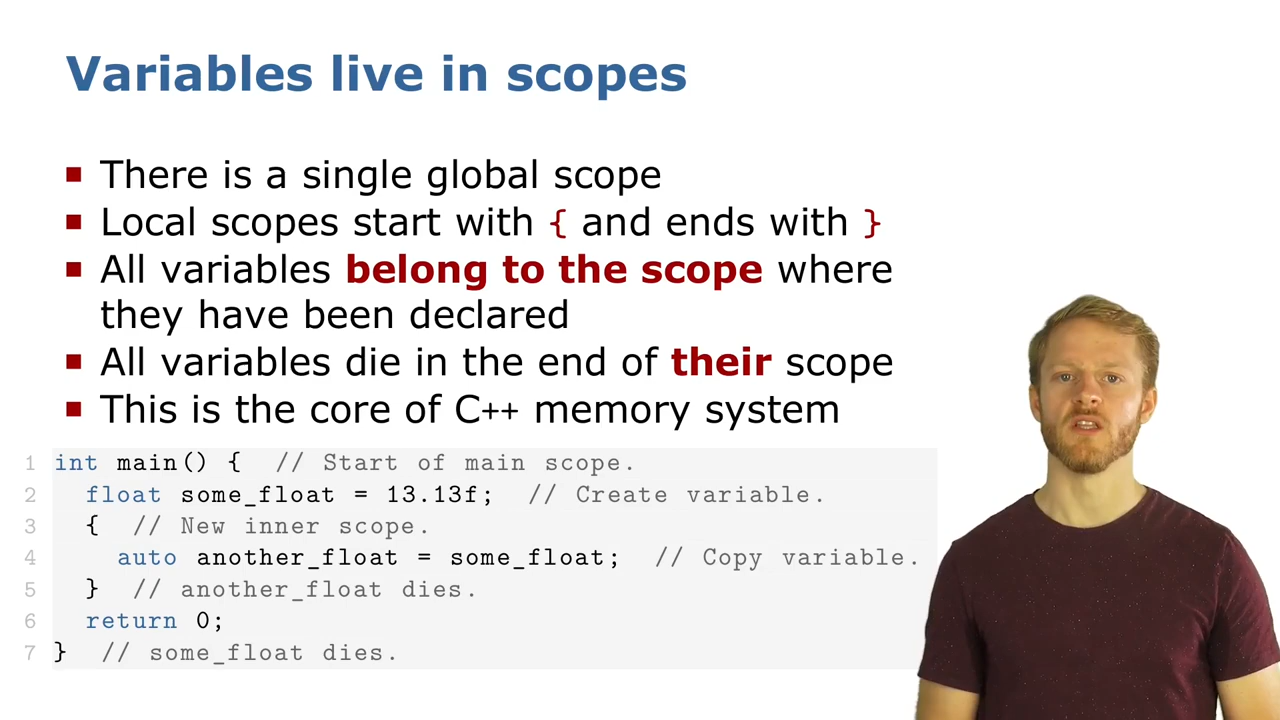 Variables live in scopes
There is a single global scope
Local scopes start with { and ends with }
All variables belong to the scope where
they have been declared
All variables die in the end of their scope
This is the core of C++ memory system
1 int main() {  // Start of main scope.
2   float some_float = 13.13f;  // Create variable.
3   {  // New inner scope.
4     auto another_float = some_float;  // Copy variable.
5   }  // another_float dies.
6   return 0;
7 }  // some_float dies.